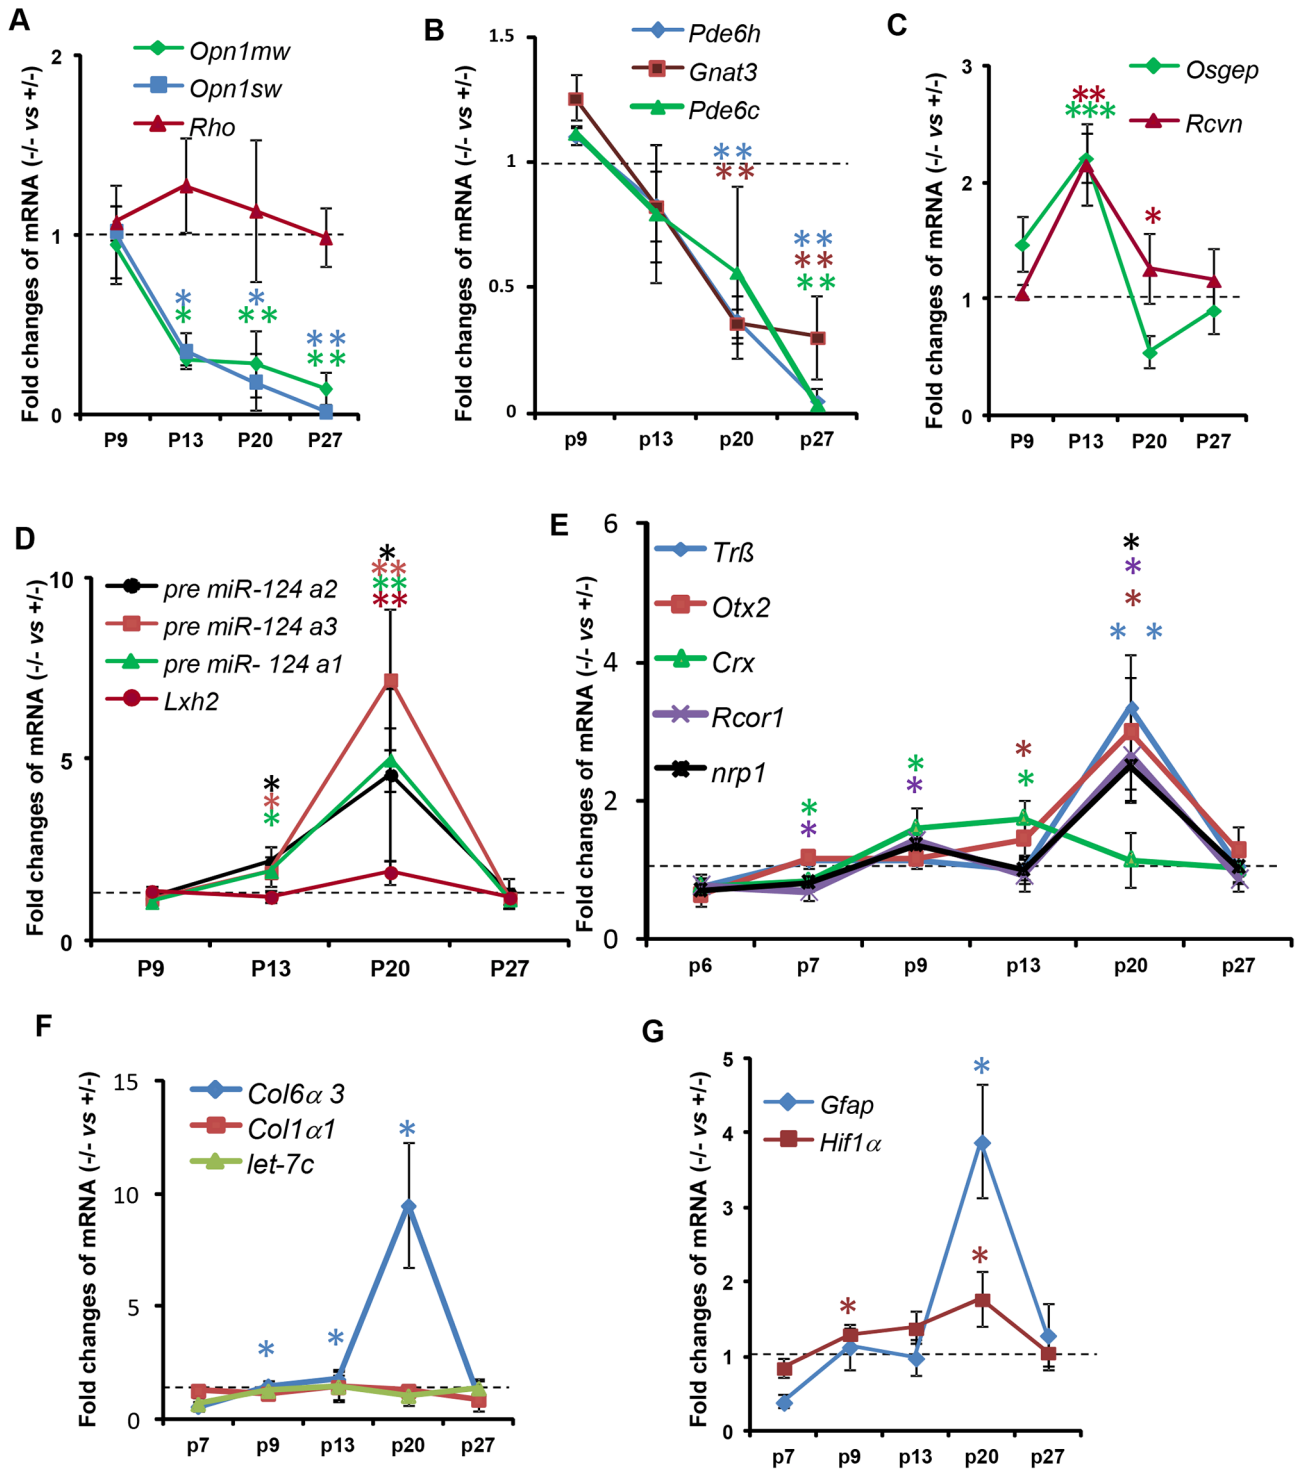 A
Fold changes of mRNA (-/- vs +/-)
2
1
0
Opn1mw
Opn1sw
Rho
*
*
*
**
**
**
P9 P13 P20 P27
B
Fold changes of mRNA (-/- vs +/-)
1.5
1
0.5
0
Pde6h
Gnat3
Pde6c
**
**
**
**
**
p9 p13 p20 p27
C
Fold changes of mRNA (-/- vs +/-)
3
2
1
0
Osgep
Rcvn
**
***
*
P9 P13 P20 P27
D
Fold changes of mRNA (-/- vs +/-)
10
5
0
pre miR-124 a2
pre miR-124 a3
pre miR- 124 a1
Lxh2
*
*
*
*
**
**
**
P9 P13 P20 P27
E
Fold changes of mRNA (-/- vs +/-)
6
4
2
0
Trß
Otx2
Crx
Rcor1
nrp1
*
*
*
*
*
*
*
*
*
* *
p6 p7 p9 p13 p20 p27
F
Fold changes of mRNA (-/- vs +/-)
15
10
5
0
Col6α 3
Col1α1
let-7c
*
*
*
p7 p9 p13 p20 p27
G
Fold changes of mRNA (-/- vs +/-)
5
4
3
2
1
0
Gfap
Hif1α
*
*
*
p7 p9 p13 p20 p27